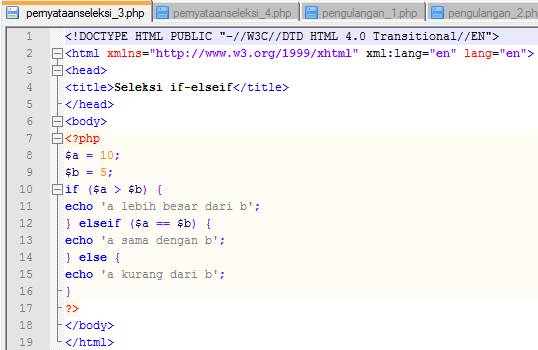 pernyataanseleksi_3.php pernyataanseleksi_4.php pengulangan_1.php pengulangan_2.ph
1 <!DOCTYPE HTML PUBLIC "-//W3C//DTD HTML 4.0 Transitional//EN">
2 <html xmlns="http://www.w3.org/1999/xhtml" xml:lang="en" lang="en">
3 <head>
4 <title>Seleksi if-elseif</title>
5 </head>
6 <body>
7 <?php
8 $a = 10;
9 $b = 5;
10 if ($a > $b) {
11 echo 'a lebih besar dari b';
12 } elseif ($a == $b) {
13 echo 'a sama dengan b';
14 } else {
15 echo 'a kurang dari b';
16 }
17 ?>
18 </body>
19 </html>